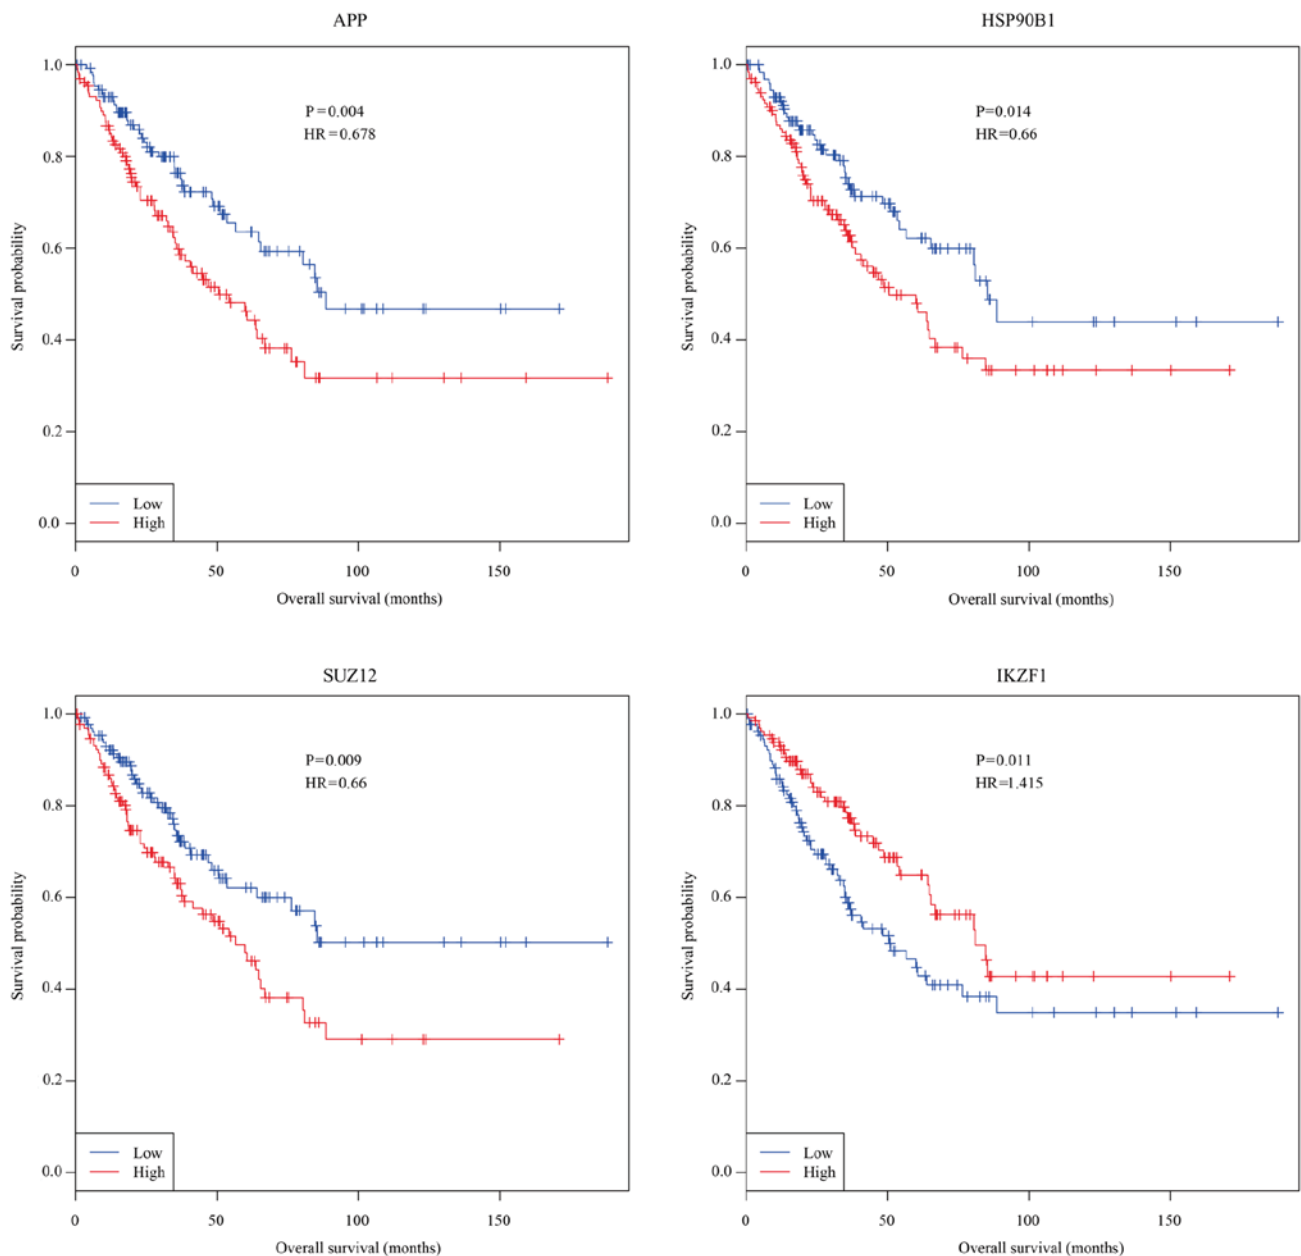 APP
1.0
0.8
0.6
0.4
0.2
0.0
Survival probability
P=0.004
HR=0.678
Low
High
0
50
100
150
Overall survival (months)
HSP90B1
1.0
0.8
0.6
0.4
0.2
0.0
Survival probability
P=0.014
HR=0.66
Low
High
0
50
100
150
Overall survival (months)
SUZ12
1.0
0.8
0.6
0.4
0.2
0.0
Survival probability
P=0.009
HR=0.66
Low
High
0
50
100
150
Overall survival (months)
IKZF1
1.0
0.8
0.6
0.4
0.2
0.0
Survival probability
P=0.011
HR=1.415
Low
High
0
50
100
150
Overall survival (months)